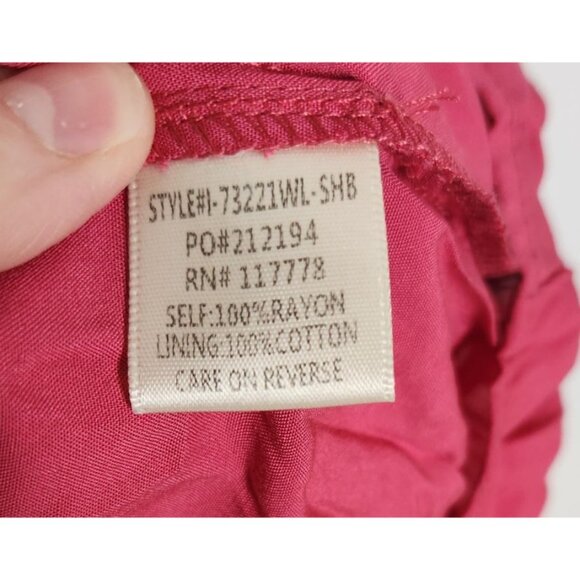 STYLE#I-73221WL-SHB
PO#212194
RN# 117778
SELF:100%RAYON
LINING:100%COTTON
CARE ON REVERSE